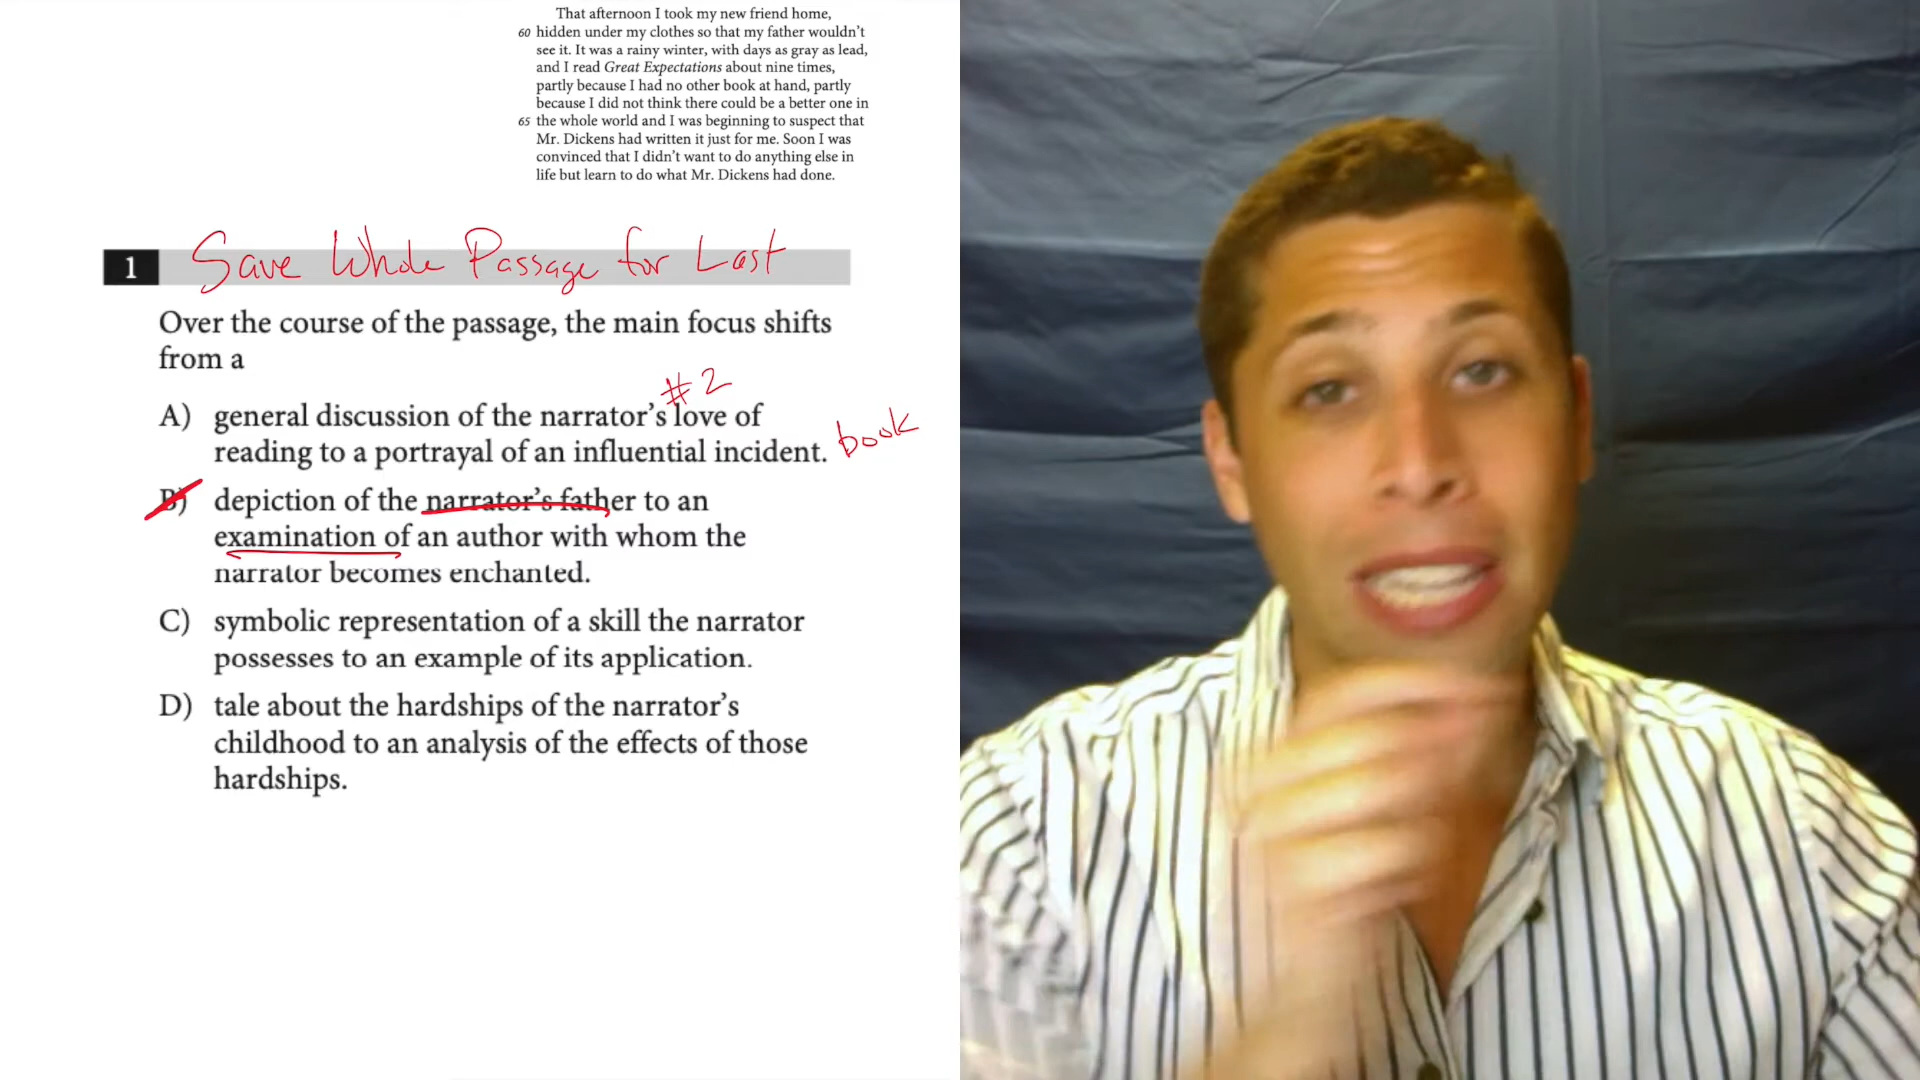 That afternoon I took my new friend home,
60 hidden under my clothes so that my father wouldn't
see it. It was a rainy winter, with days as gray as lead,
and I read Great Expectations about nine times,
partly because I had no other book at hand, partly
because I did not think there could be a better one in
65 the whole world and I was beginning to suspect that
Mr. Dickens had written it just for me. Soon I was
convinced that I didn't want to do anything else in
life but learn to do what Mr. Dickens had done.
1 Save Whole Passage for Last
Over the course of the passage, the main focus shifts
from a
#2
A) general discussion of the narrator's love of
reading to a portrayal of an influential incident. book
B) depiction of the narrator's father to an
examination of an author with whom the
narrator becomes enchanted.
C) symbolic representation of a skill the narrator
possesses to an example of its application.
D) tale about the hardships of the narrator's
childhood to an analysis of the effects of those
hardships.